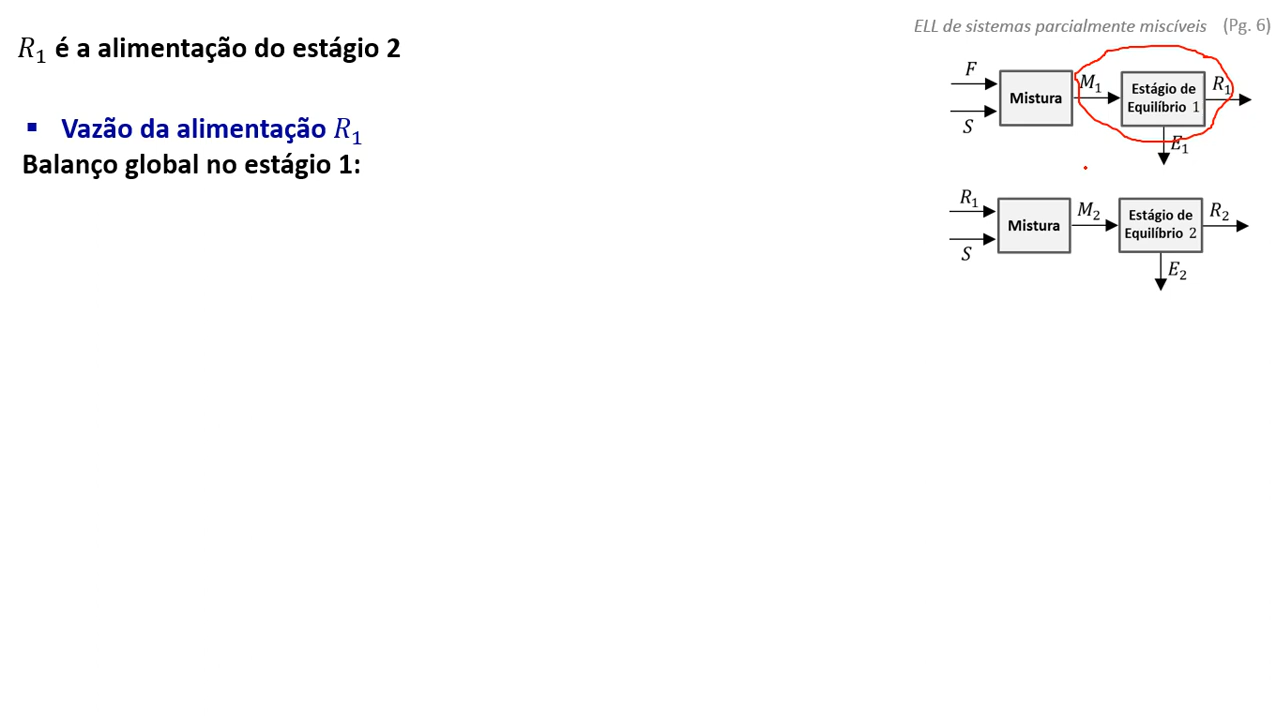 ELL de sistemas parcialmente miscíveis (Pg. 6)
R₁ é a alimentação do estágio 2
▪ Vazão da alimentação R₁
Balanço global no estágio 1:
F
S
Mistura
M₁
Estágio de
Equilíbrio 1
R₁
E₁
R₁
S
Mistura
M₂
Estágio de
Equilíbrio 2
R₂
E₂